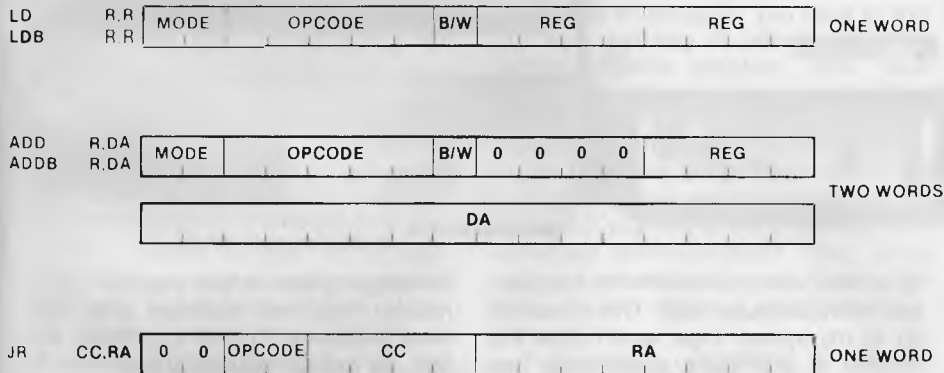 LD R.R MODE OPCODE B/W REG REG ONE WORD
LDB R.R
ADD R.DA MODE OPCODE B/W 0 0 0 0 REG
ADDB R.DA
TWO WORDS
DA
JR CC.RA 0 0 OPCODE CC RA ONE WORD